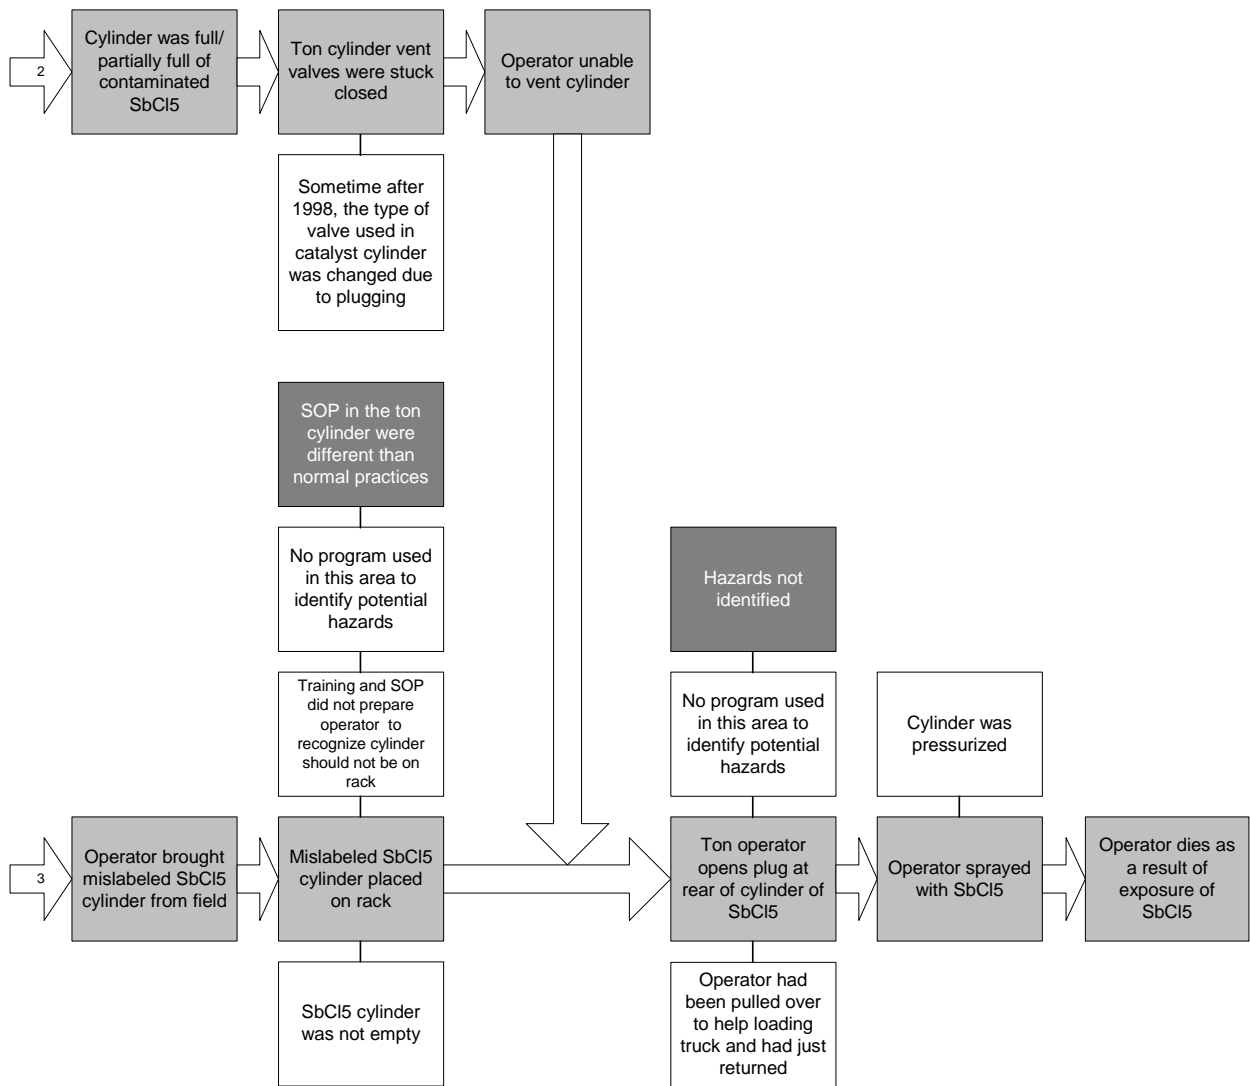 2
Cylinder was full/
partially full of
contaminated
SbCl5
Ton cylinder vent
valves were stuck
closed
Operator unable
to vent cylinder
Sometime after
1998, the type of
valve used in
catalyst cylinder
was changed due
to plugging
SOP in the ton
cylinder were
different than
normal practices
No program used
in this area to
identify potential
hazards
Training and SOP
did not prepare
operator to
recognize cylinder
should not be on
rack
Hazards not
identified
No program used
in this area to
identify potential
hazards
Cylinder was
pressurized
3
Operator brought
mislabeled SbCl5
cylinder from field
Mislabeled SbCl5
cylinder placed
on rack
Ton operator
opens plug at
rear of cylinder of
SbCl5
Operator sprayed
with SbCl5
Operator dies as
a result of
exposure of
SbCl5
SbCl5 cylinder
was not empty
Operator had
been pulled over
to help loading
truck and had just
returned